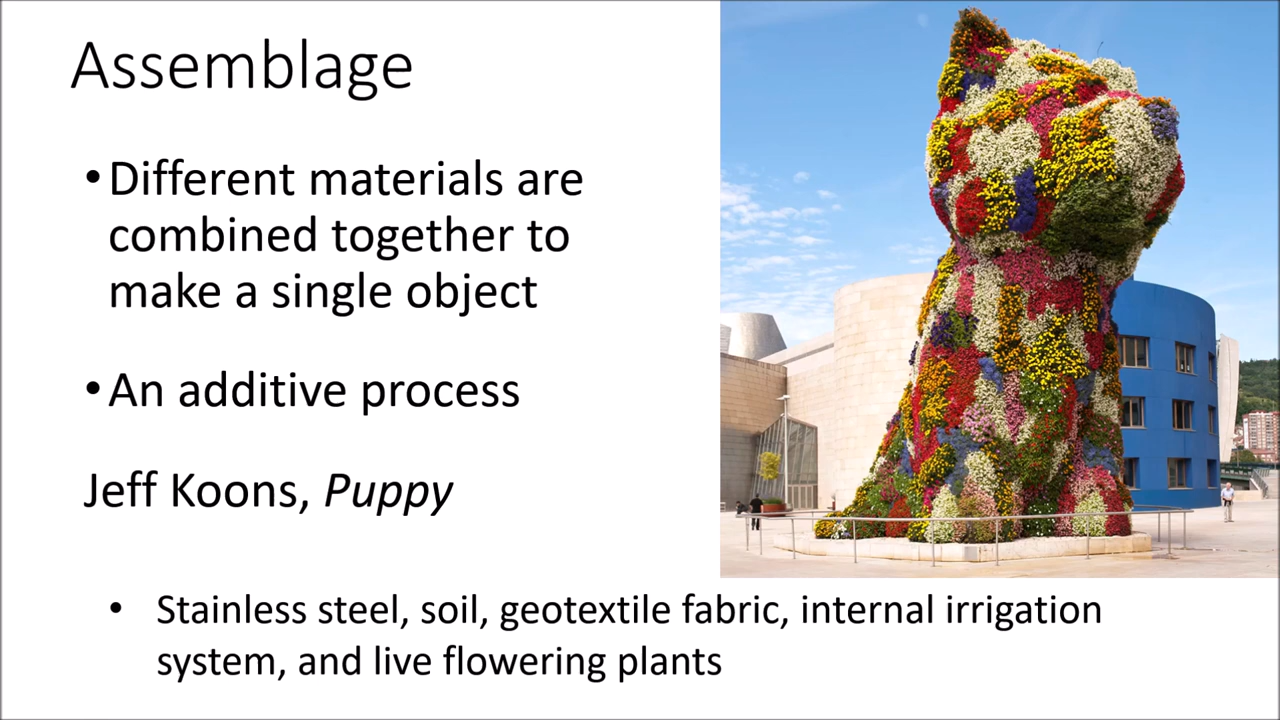 Assemblage
• Different materials are
combined together to
make a single object
• An additive process
Jeff Koons, Puppy
• Stainless steel, soil, geotextile fabric, internal irrigation
system, and live flowering plants